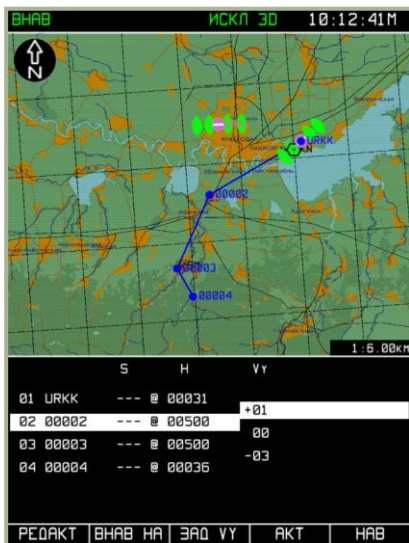 ВНАВ ИСКЛ 3D 10:12:41М
N
URKK
00002
00003
00004
1:6.00км
S H Vy
01 URKK --- @ 00031
+01
02 00002 --- @ 00500
00
03 00003 --- @ 00500
-03
04 00004 --- @ 00036
РЕДАКТ ВНАВ НА ЗАД VY АКТ НАВ